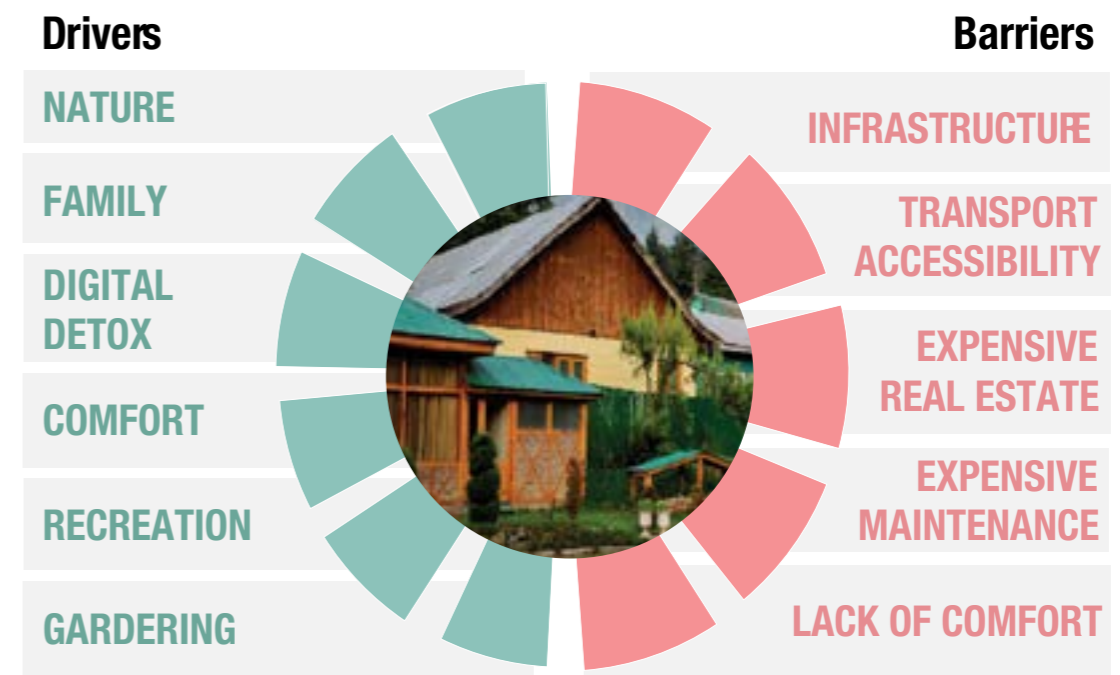 Drivers
NATURE
FAMILY
DIGITAL
DETOX
COMFORT
RECREATION
GARDERING
Barriers
INFRASTRUCTURE
TRANSPORT
ACCESSIBILITY
EXPENSIVE
REAL ESTATE
EXPENSIVE
MAINTENANCE
LACK OF COMFORT